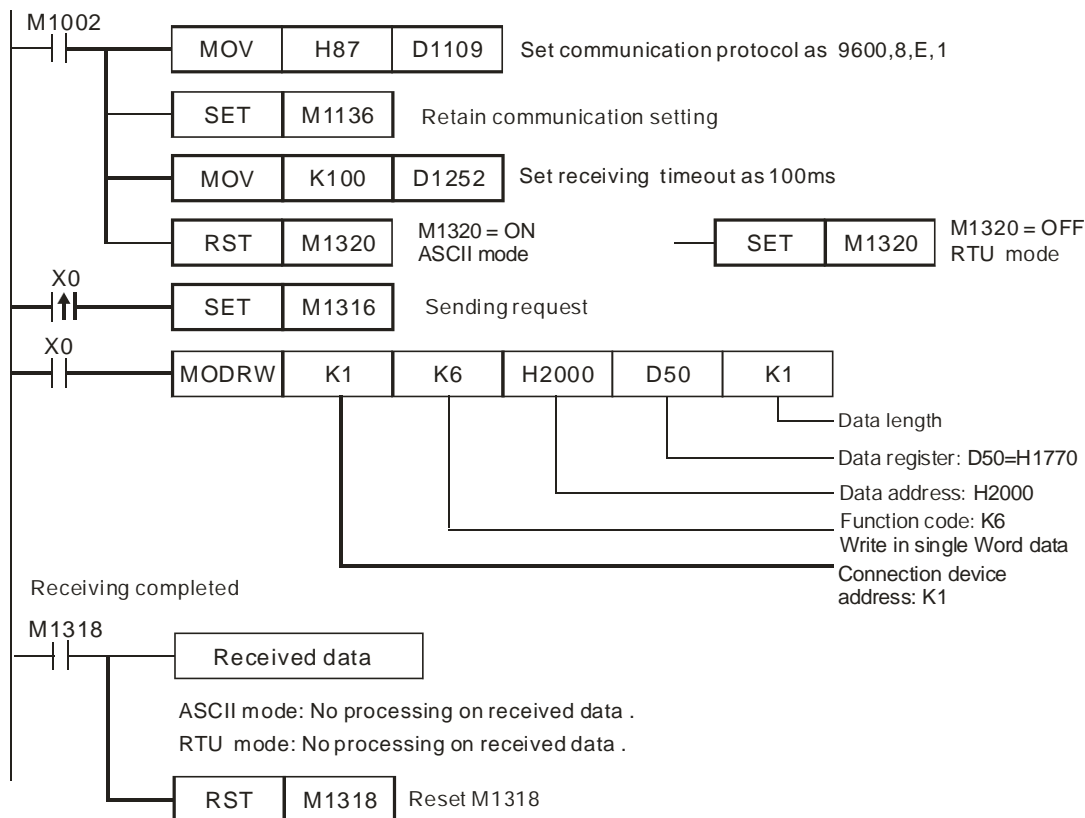 M1002
MOV H87 D1109 Set communication protocol as 9600,8,E,1
SET M1136 Retain communication setting
MOV K100 D1252 Set receiving timeout as 100ms
RST M1320 M1320 = ON
ASCII mode
SET M1320 M1320 = OFF
RTU mode
X0
SET M1316 Sending request
X0
MODRW K1 K6 H2000 D50 K1
Data length
Data register: D50=H1770
Data address: H2000
Function code: K6
Write in single Word data
Connection device
address: K1
Receiving completed
M1318
Received data
ASCII mode: No processing on received data .
RTU mode: No processing on received data .
RST M1318 Reset M1318